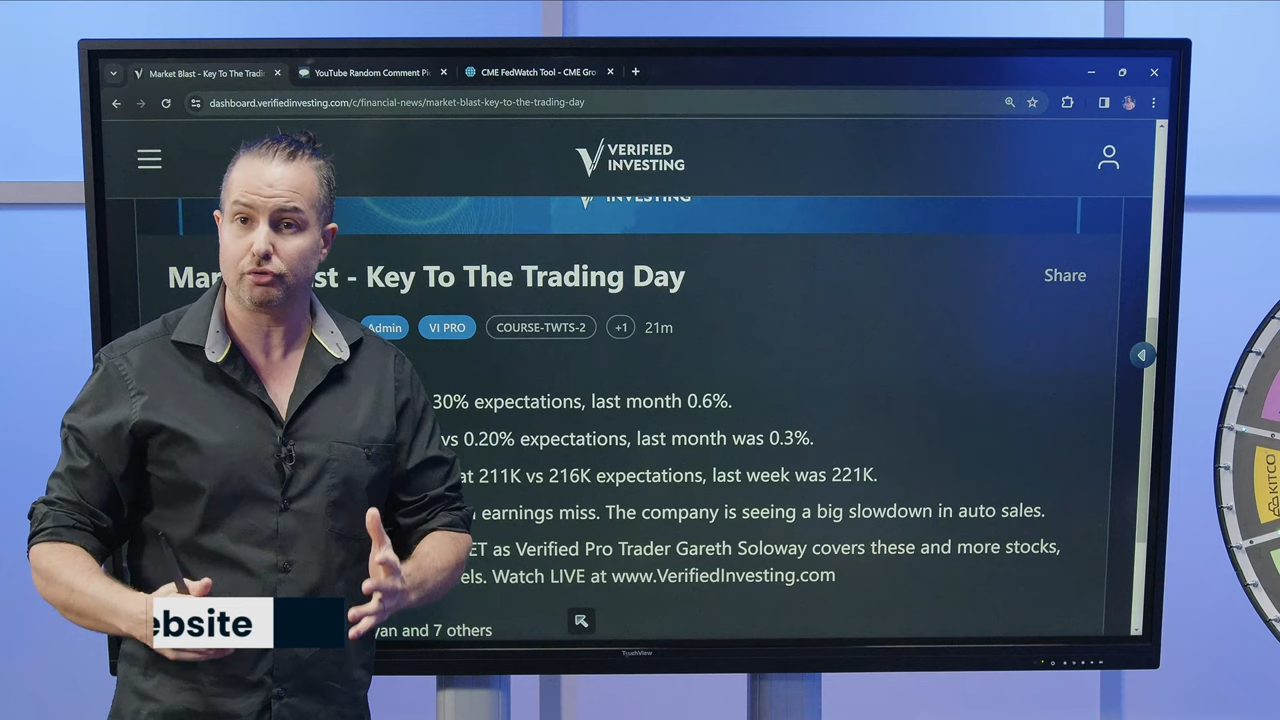 Market Blast - Key To The Tradin
YouTube Random Comment Pi
CME FedWatch Tool - CME Gro
dashboard.verifiedinvesting.com/c/financial-news/market-blast-key-to-the-trading-day
VERIFIED
INVESTING
INVESTING
Mar st - Key To The Trading Day
Share
Admin
VI PRO
COURSE-TWTS-2
+1
21m
30% expectations, last month 0.6%.
vs 0.20% expectations, last month was 0.3%.
at 211K vs 216K expectations, last week was 221K.
earnings miss. The company is seeing a big slowdown in auto sales.
ET as Verified Pro Trader Gareth Soloway covers these and more stocks,
els. Watch LIVE at www.VerifiedInvesting.com
yan and 7 others
ebsite
TouchView